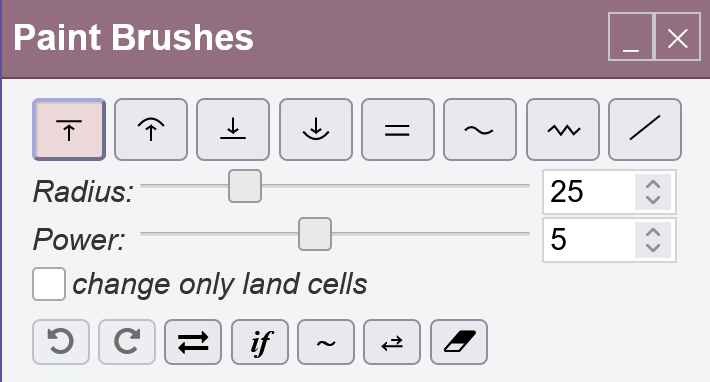 Paint Brushes
Radius: 25
Power: 5
change only land cells
if ~